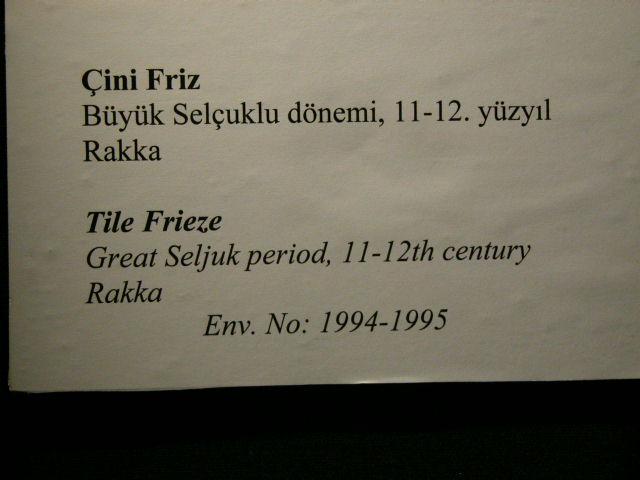 Çini Friz
Büyük Selçuklu dönemi, 11-12. yüzyıl
Rakka
Tile Frieze
Great Seljuk period, 11-12th century
Rakka
Env. No: 1994-1995